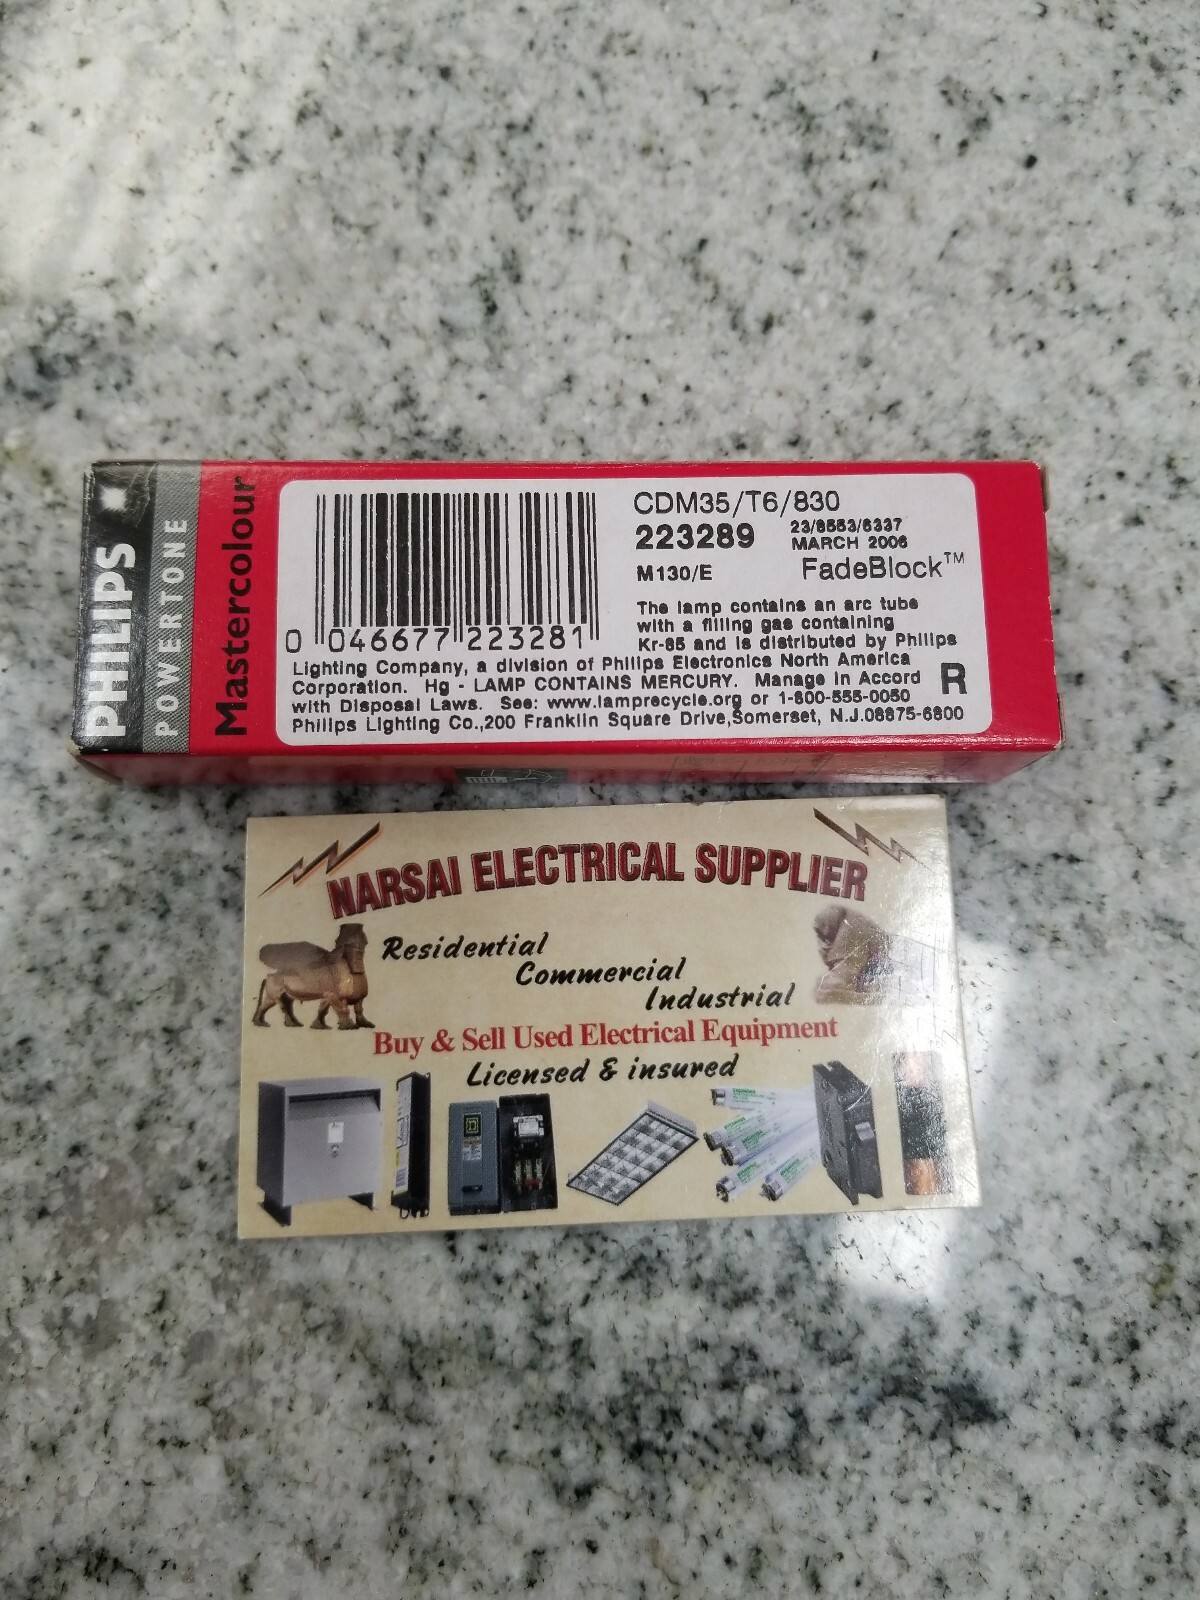 PHILIPS
POWERTONE
Mastercolour
CDM35/T6/830
223289
23/8553/6337
MARCH 2006
M130/E
FadeBlock™
0 046677 223281
The lamp contains an arc tube
with a filling gas containing
Kr-85 and is distributed by Philips
Lighting Company, a division of Philips Electronics North America
Corporation. Hg - LAMP CONTAINS MERCURY. Manage in Accord
with Disposal Laws. See: www.lamprecycle.org or 1-800-555-0050
R
Philips Lighting Co.,200 Franklin Square Drive,Somerset, N.J.08875-6800
NARSAI ELECTRICAL SUPPLIER
Residential
Commercial
Industrial
Buy & Sell Used Electrical Equipment
Licensed & insured